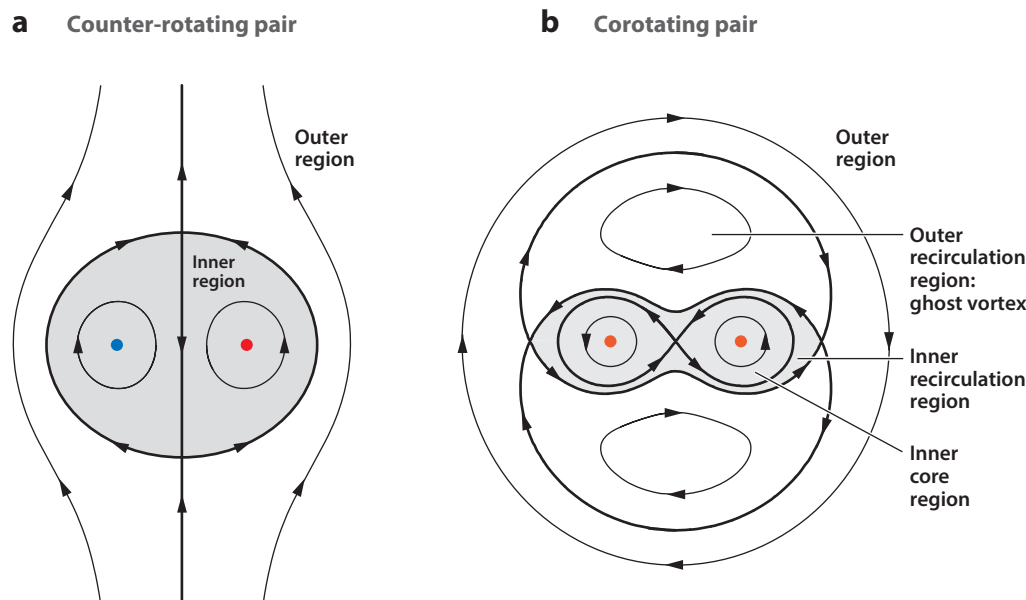 a Counter-rotating pair
Outer
region
Inner
region
b Corotating pair
Outer
region
Outer
recirculation
region:
ghost vortex
Inner
recirculation
region
Inner
core
region